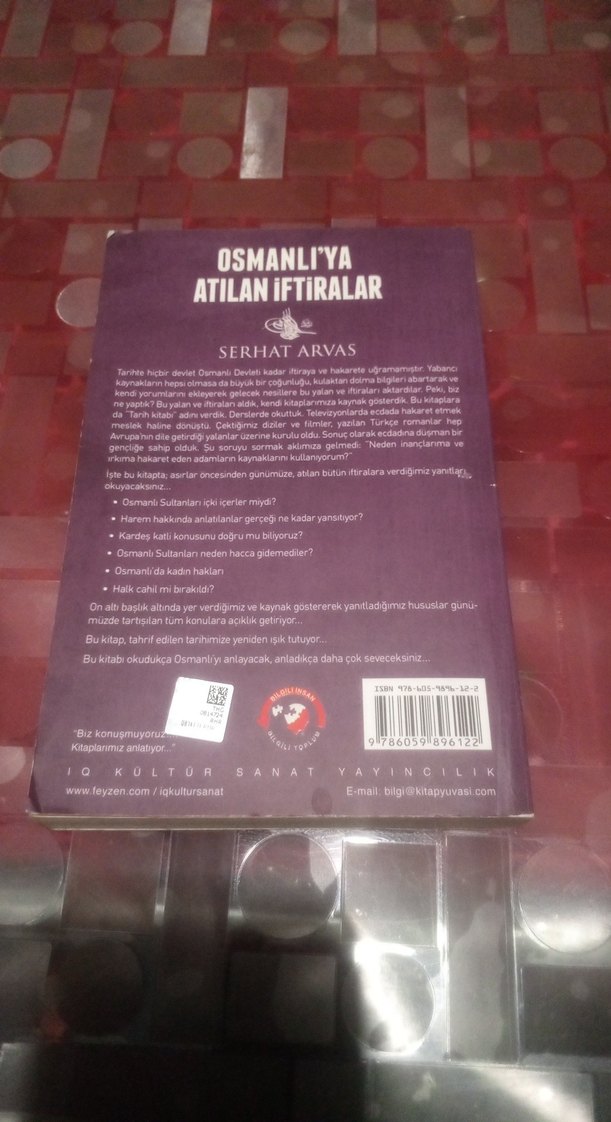 OSMANLI'YA
ATILAN İFTİRALAR
SERHAT ARVAS
Tarihte hiçbir devlet Osmanlı Devleti kadar iftiraya ve hakarete uğramamıştır. Yabancı
kaynakların hepsi olmasa da büyük bir çoğunluğu, kulaktan dolma bilgileri abartarak ve
kendi yorumlarını ekleyerek gelecek nesillere bu yalan ve iftiraları aktardılar. Peki, biz
ne yaptık? Bu yalan ve iftiraları aldık, kendi kitaplarımıza kaynak gösterdik. Bu kitaplara
da "Tarih kitabı" adını verdik. Derslerde okuttuk. Televizyonlarda ecdada hakaret etmek
meslek haline dönüştü. Çektiğimiz diziler ve filmler, yazılan Türkçe romanlar hep
Avrupa'nın dile getirdiği yalanlar üzerine kurulu oldu. Sonuç olarak ecdadına düşman bir
gençliğe sahip olduk. Şu soruyu sormak aklımıza gelmedi: "Neden inançlarıma ve
ırkıma hakaret eden adamların kaynaklarını kullanıyorum?"
İşte bu kitapta; asırlar öncesinden günümüze, atılan bütün iftiralara verdiğimiz yanıtları
okuyacaksınız...
• Osmanlı Sultanları içki içerler miydi?
• Harem hakkında anlatılanlar gerçeği ne kadar yansıtıyor?
• Kardeş katli konusunu doğru mu biliyoruz?
• Osmanlı Sultanları neden hacca gidemediler?
• Osmanlı'da kadın hakları
• Halk cahil mi bırakıldı?
On altı başlık altında yer verdiğimiz ve kaynak göstererek yanıtladığımız hususlar günü-
müzde tartışılan tüm konulara açıklık getiriyor...
Bu kitap, tahrif edilen tarihimize yeniden ışık tutuyor...
Bu kitabı okudukça Osmanlı'yı anlayacak, anladıkça daha çok seveceksiniz...
BİLGİLİ İNSAN
BİLGİLİ TOPLUM
ISBN 978-605-9896-12-2
9 786059 896122
"Biz konuşmuyoruz.
Kitaplarımız anlatıyor..."
IQ KÜLTÜR SANAT YAYINCILIK
www.feyzen.com / iqkultursanat
E-mail: bilgi@kitapyuvasi.com